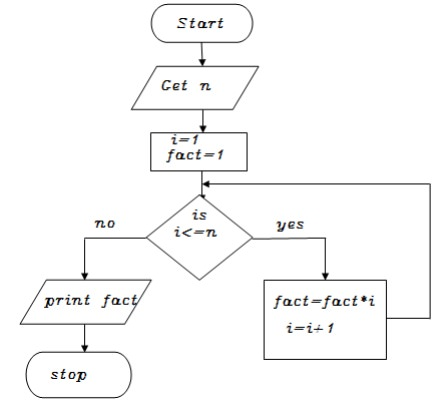 Start
Get n
i=1
fact=1
is
i<=n
no
yes
print fact
fact=fact*i
i=i+1
stop